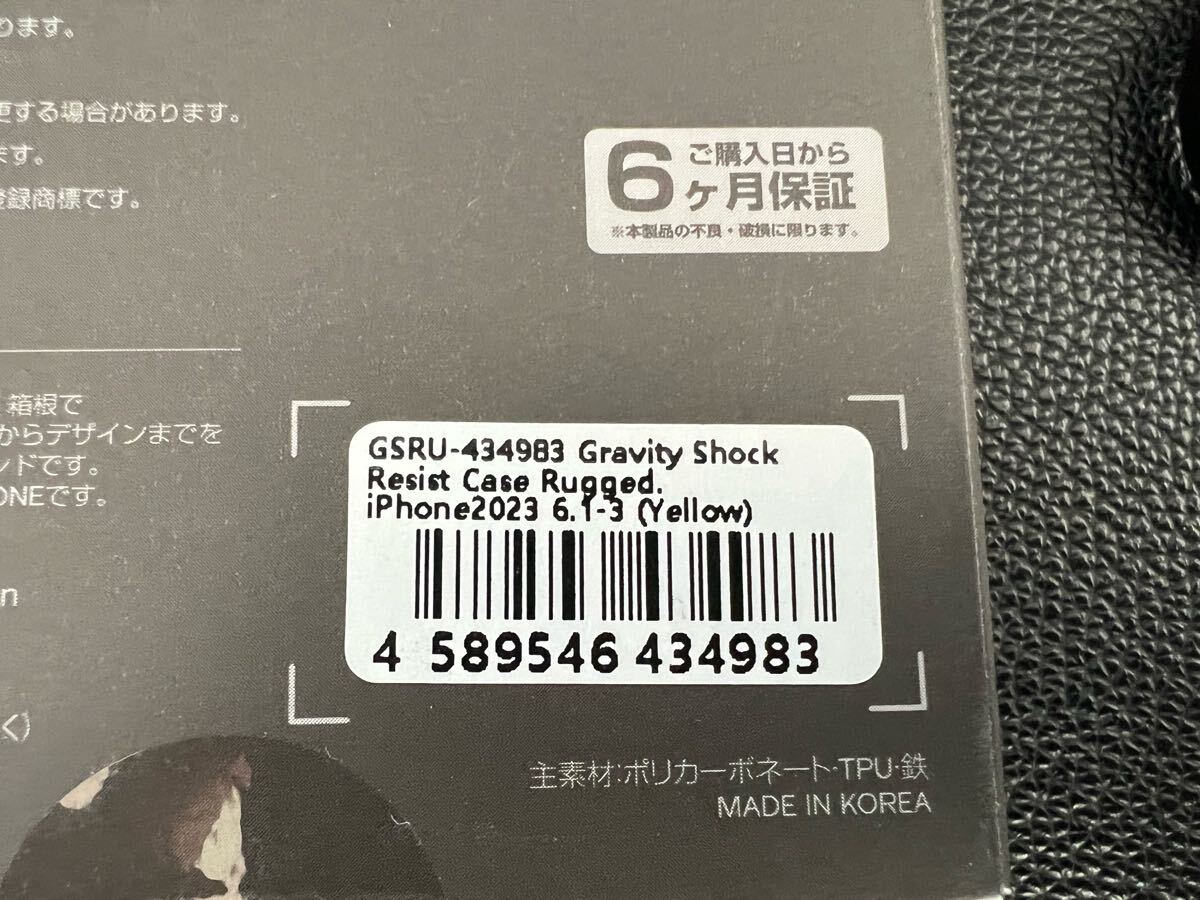 ります。
更する場合があります。
ます。
登録商標です。
6 ご購入日から
ヶ月保証
※本製品の不良・破損に限ります。
箱根で
からデザインまでを
ンドです。
ONEです。
GSRU-434983 Gravity Shock
Resist Case Rugged.
iPhone2023 6.1-3 (Yellow)
4 589546 434983
n
く)
主素材:ポリカーボネート・TPU・鉄
MADE IN KOREA